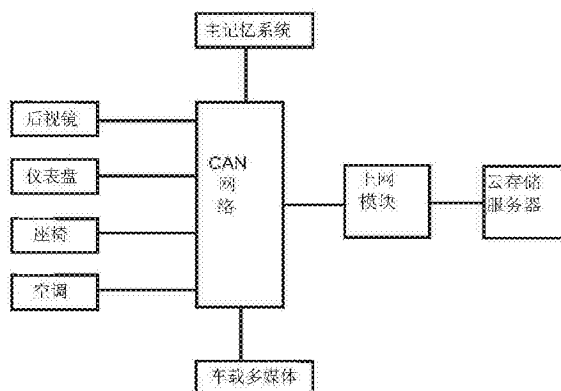 主记忆系统
后视镜
仪表盘
座椅
空调
CAN
网
络
上网
模块
云存储
服务器
车载多媒体